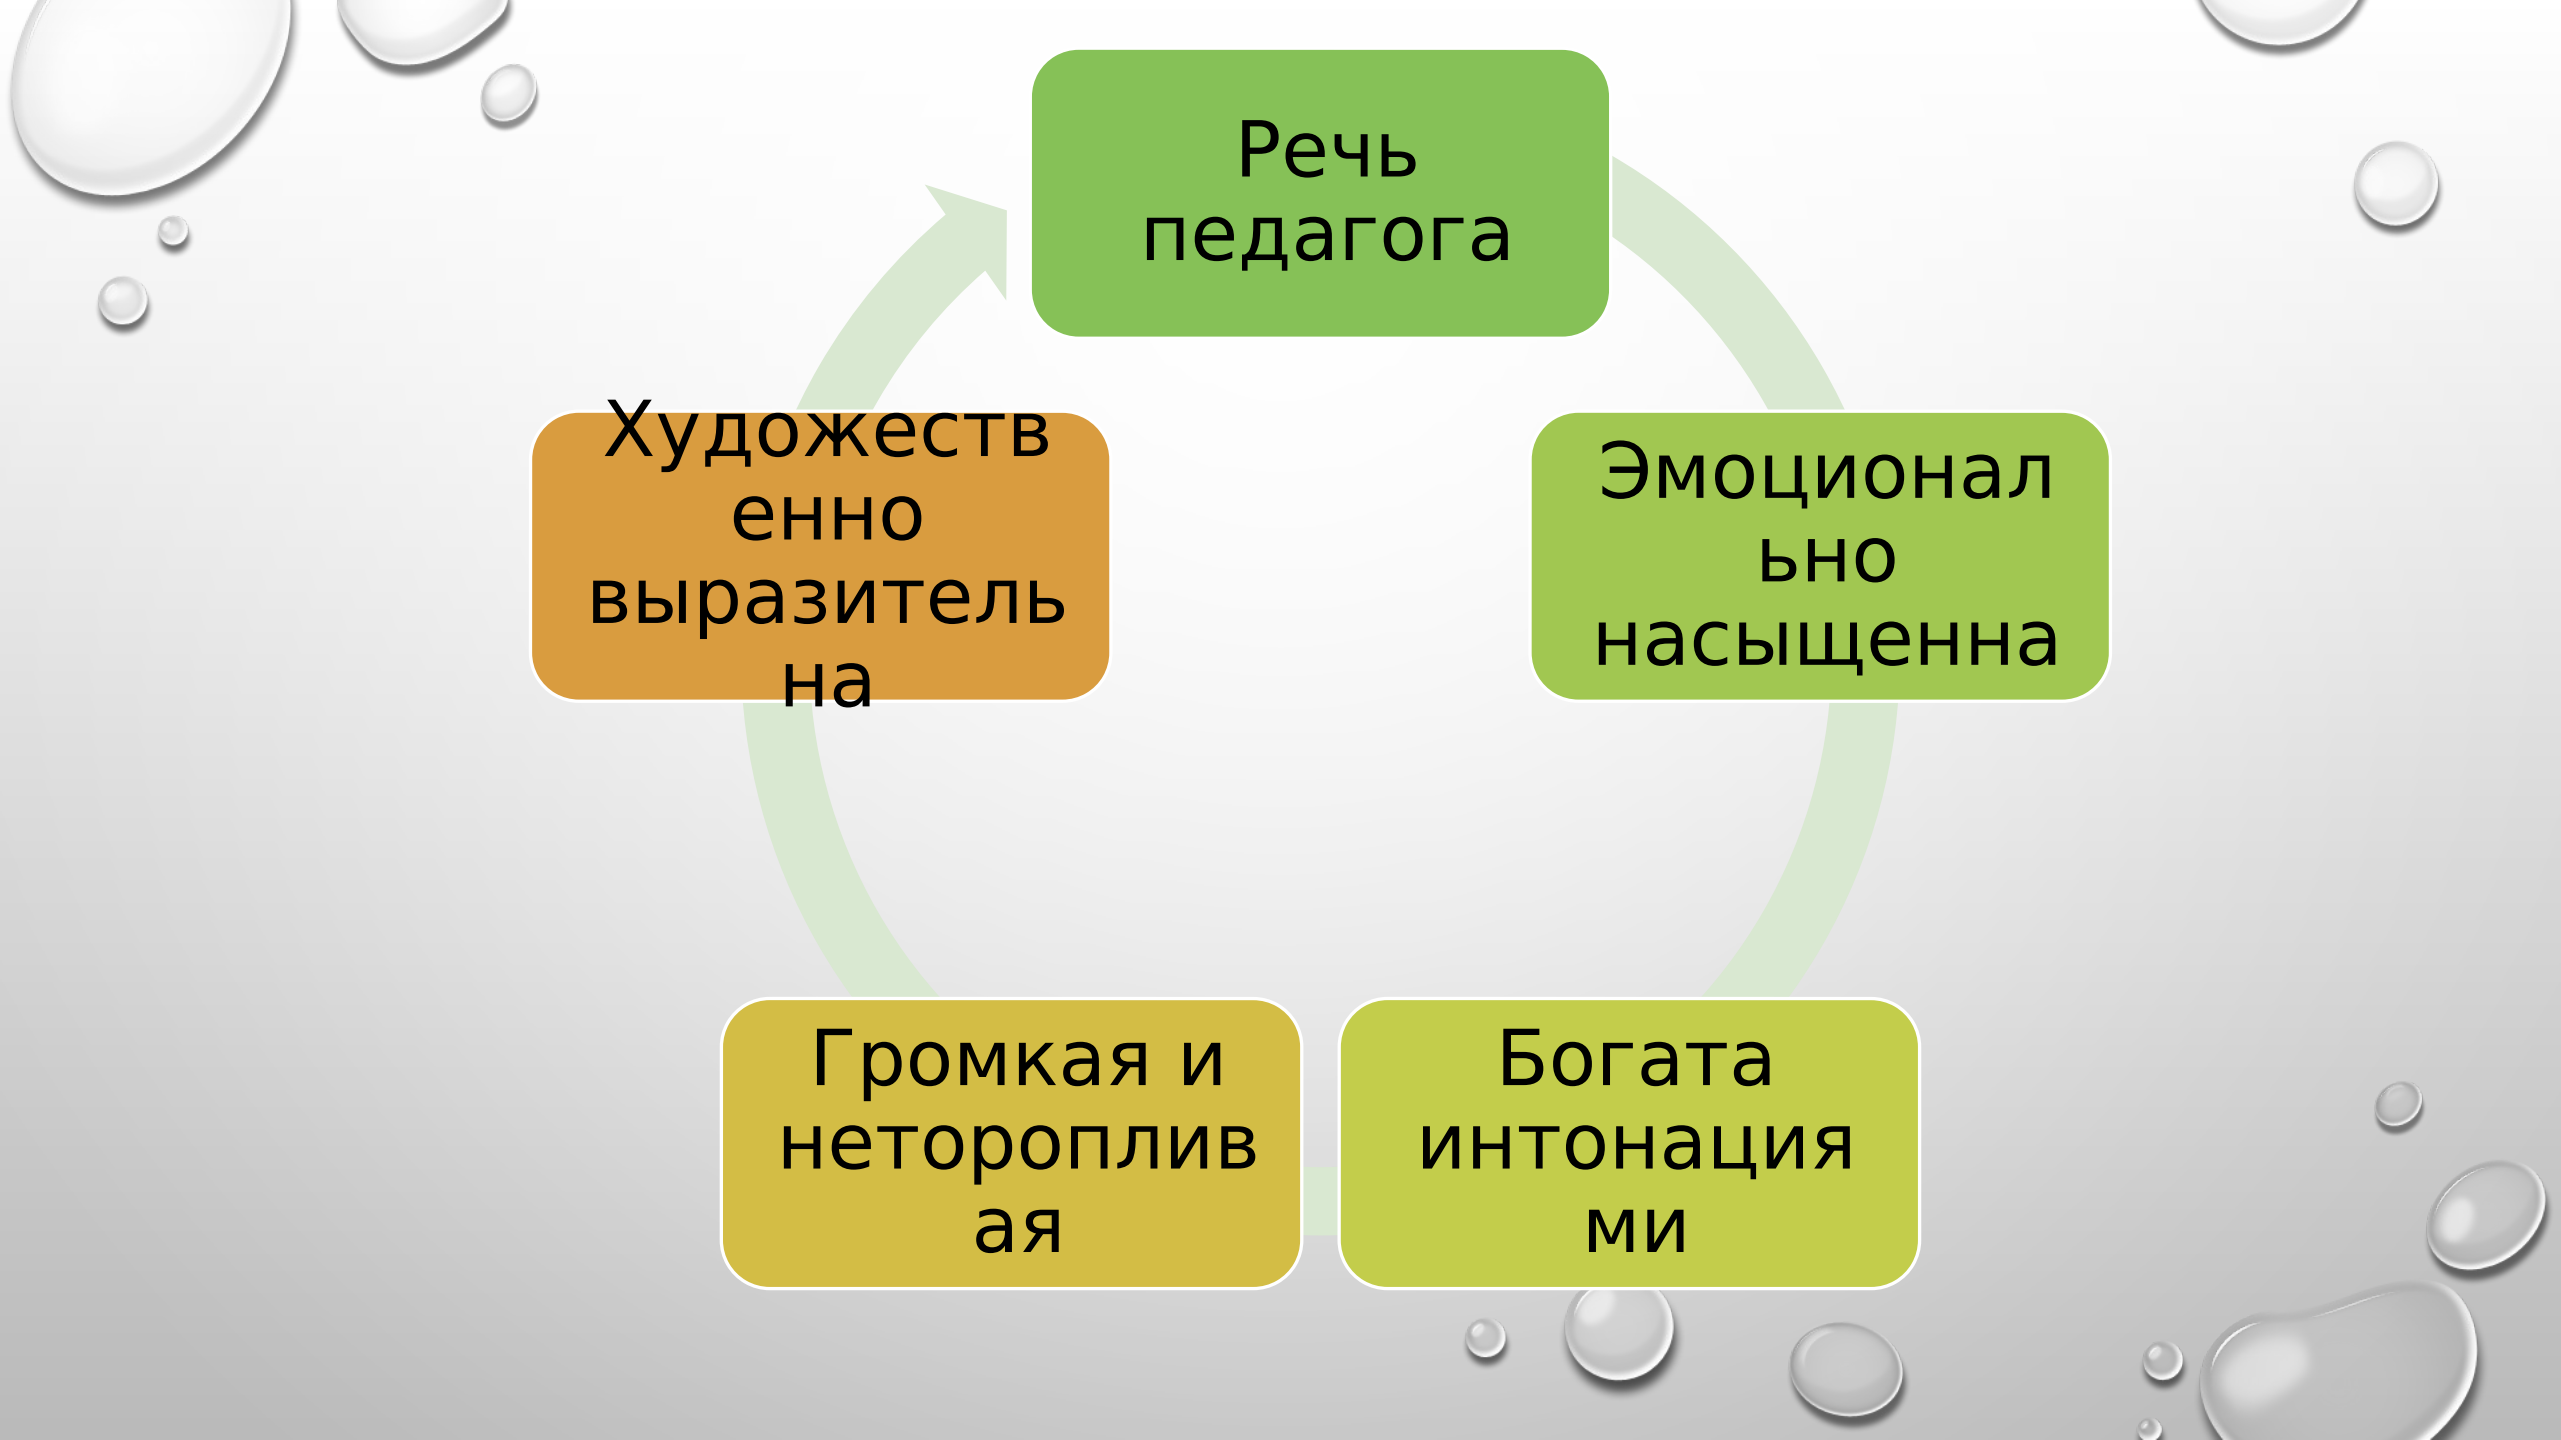 Речь
педагога
Эмоционал
ьно
насыщенна
Богата
интонация
ми
Громкая и
нетороплив
ая
Художеств
енно
выразитель
на